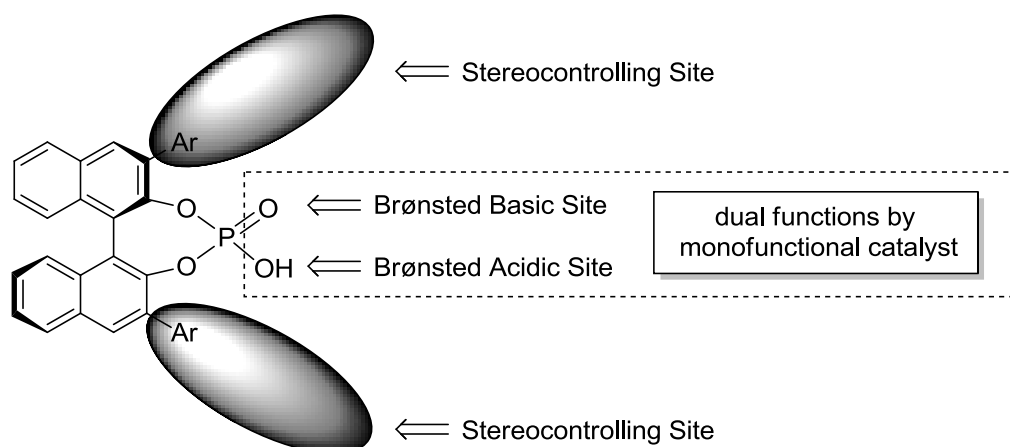 Stereocontrolling Site
Ar
O
O
Brønsted Basic Site
P
dual functions by
monofunctional catalyst
O
OH
Brønsted Acidic Site
Ar
Stereocontrolling Site